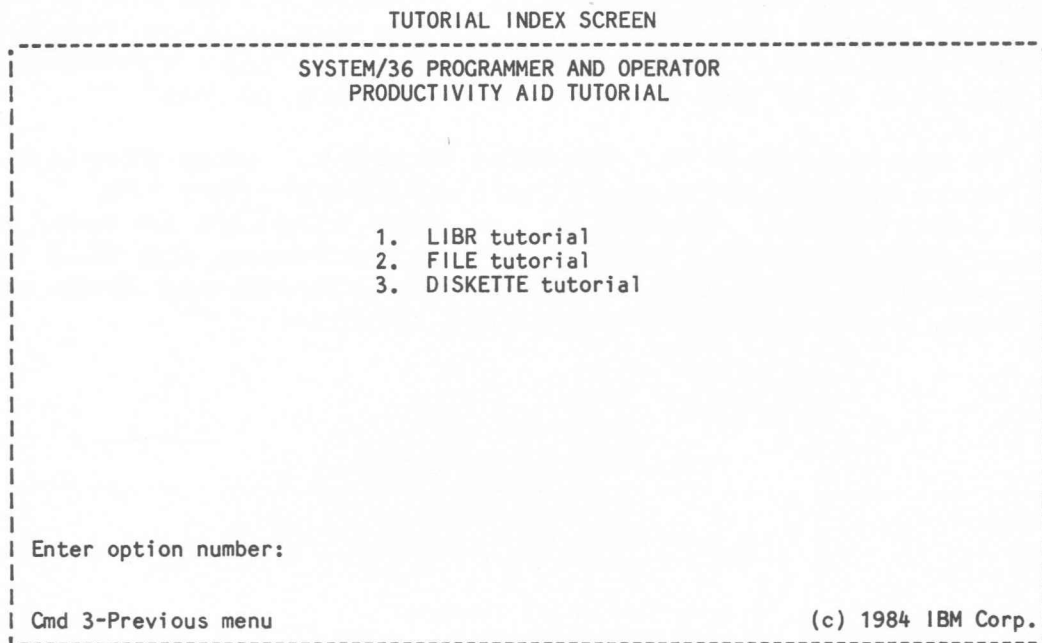 TUTORIAL INDEX SCREEN
SYSTEM/36 PROGRAMMER AND OPERATOR
PRODUCTIVITY AID TUTORIAL
1. LIBR tutorial
2. FILE tutorial
3. DISKETTE tutorial
Enter option number:
Cmd 3-Previous menu (c) 1984 IBM Corp.